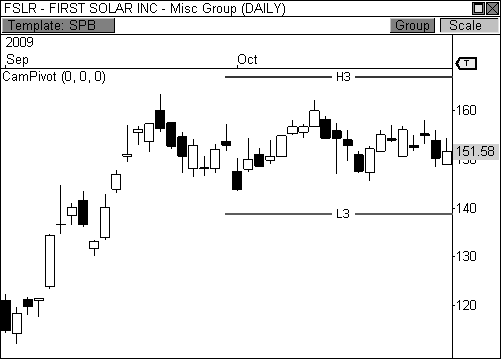 FSLR - FIRST SOLAR INC - Misc Group (DAILY)
Template: SPB Group Scale
2009
Sep Oct
T
CamPivot (0, 0, 0)
H3
160
151.58
150
140
L3
130
120